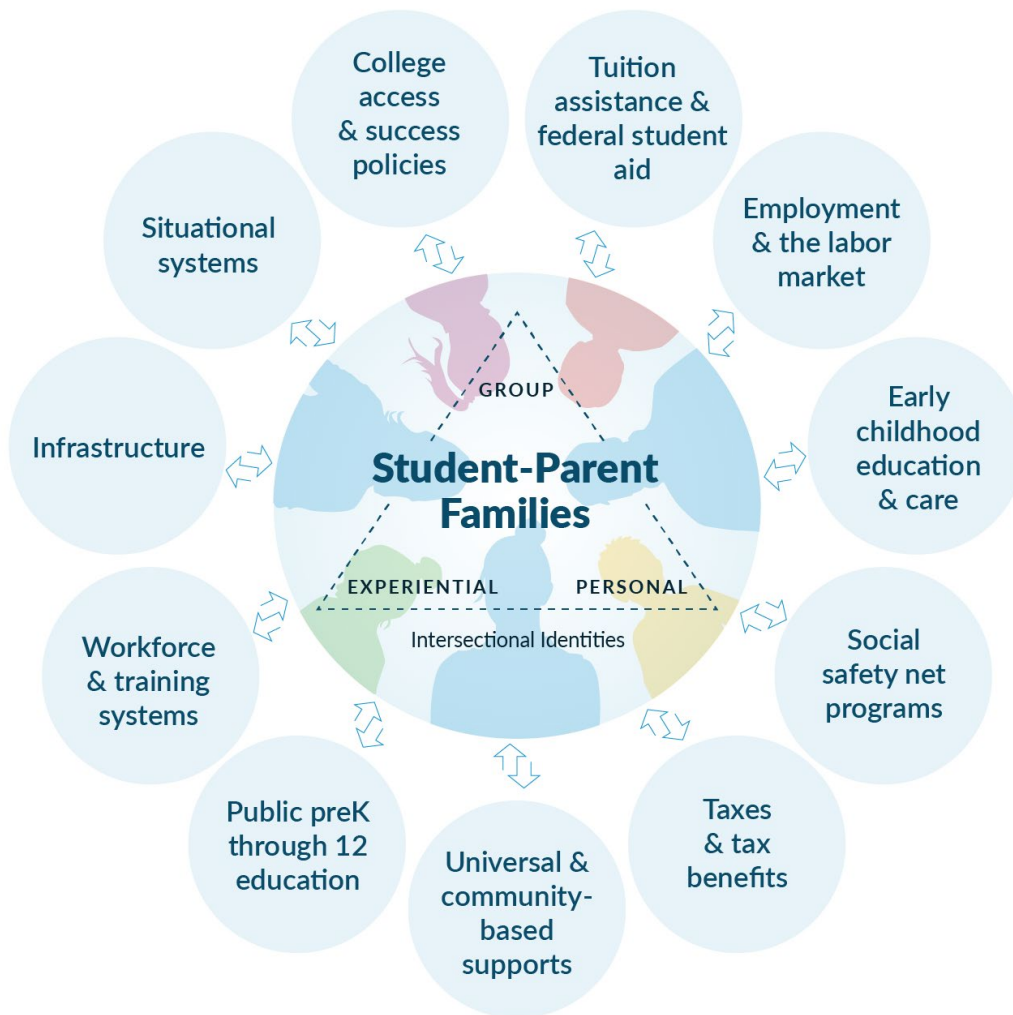 College
access
& success
policies
Tuition
assistance &
federal student
aid
Employment
& the labor
market
Early
childhood
education
& care
Social
safety net
programs
Taxes
& tax
benefits
Universal &
community-
based
supports
Public preK
through 12
education
Workforce
& training
systems
Infrastructure
Situational
systems
GROUP
Student-Parent
Families
EXPERIENTIAL
PERSONAL
Intersectional Identities